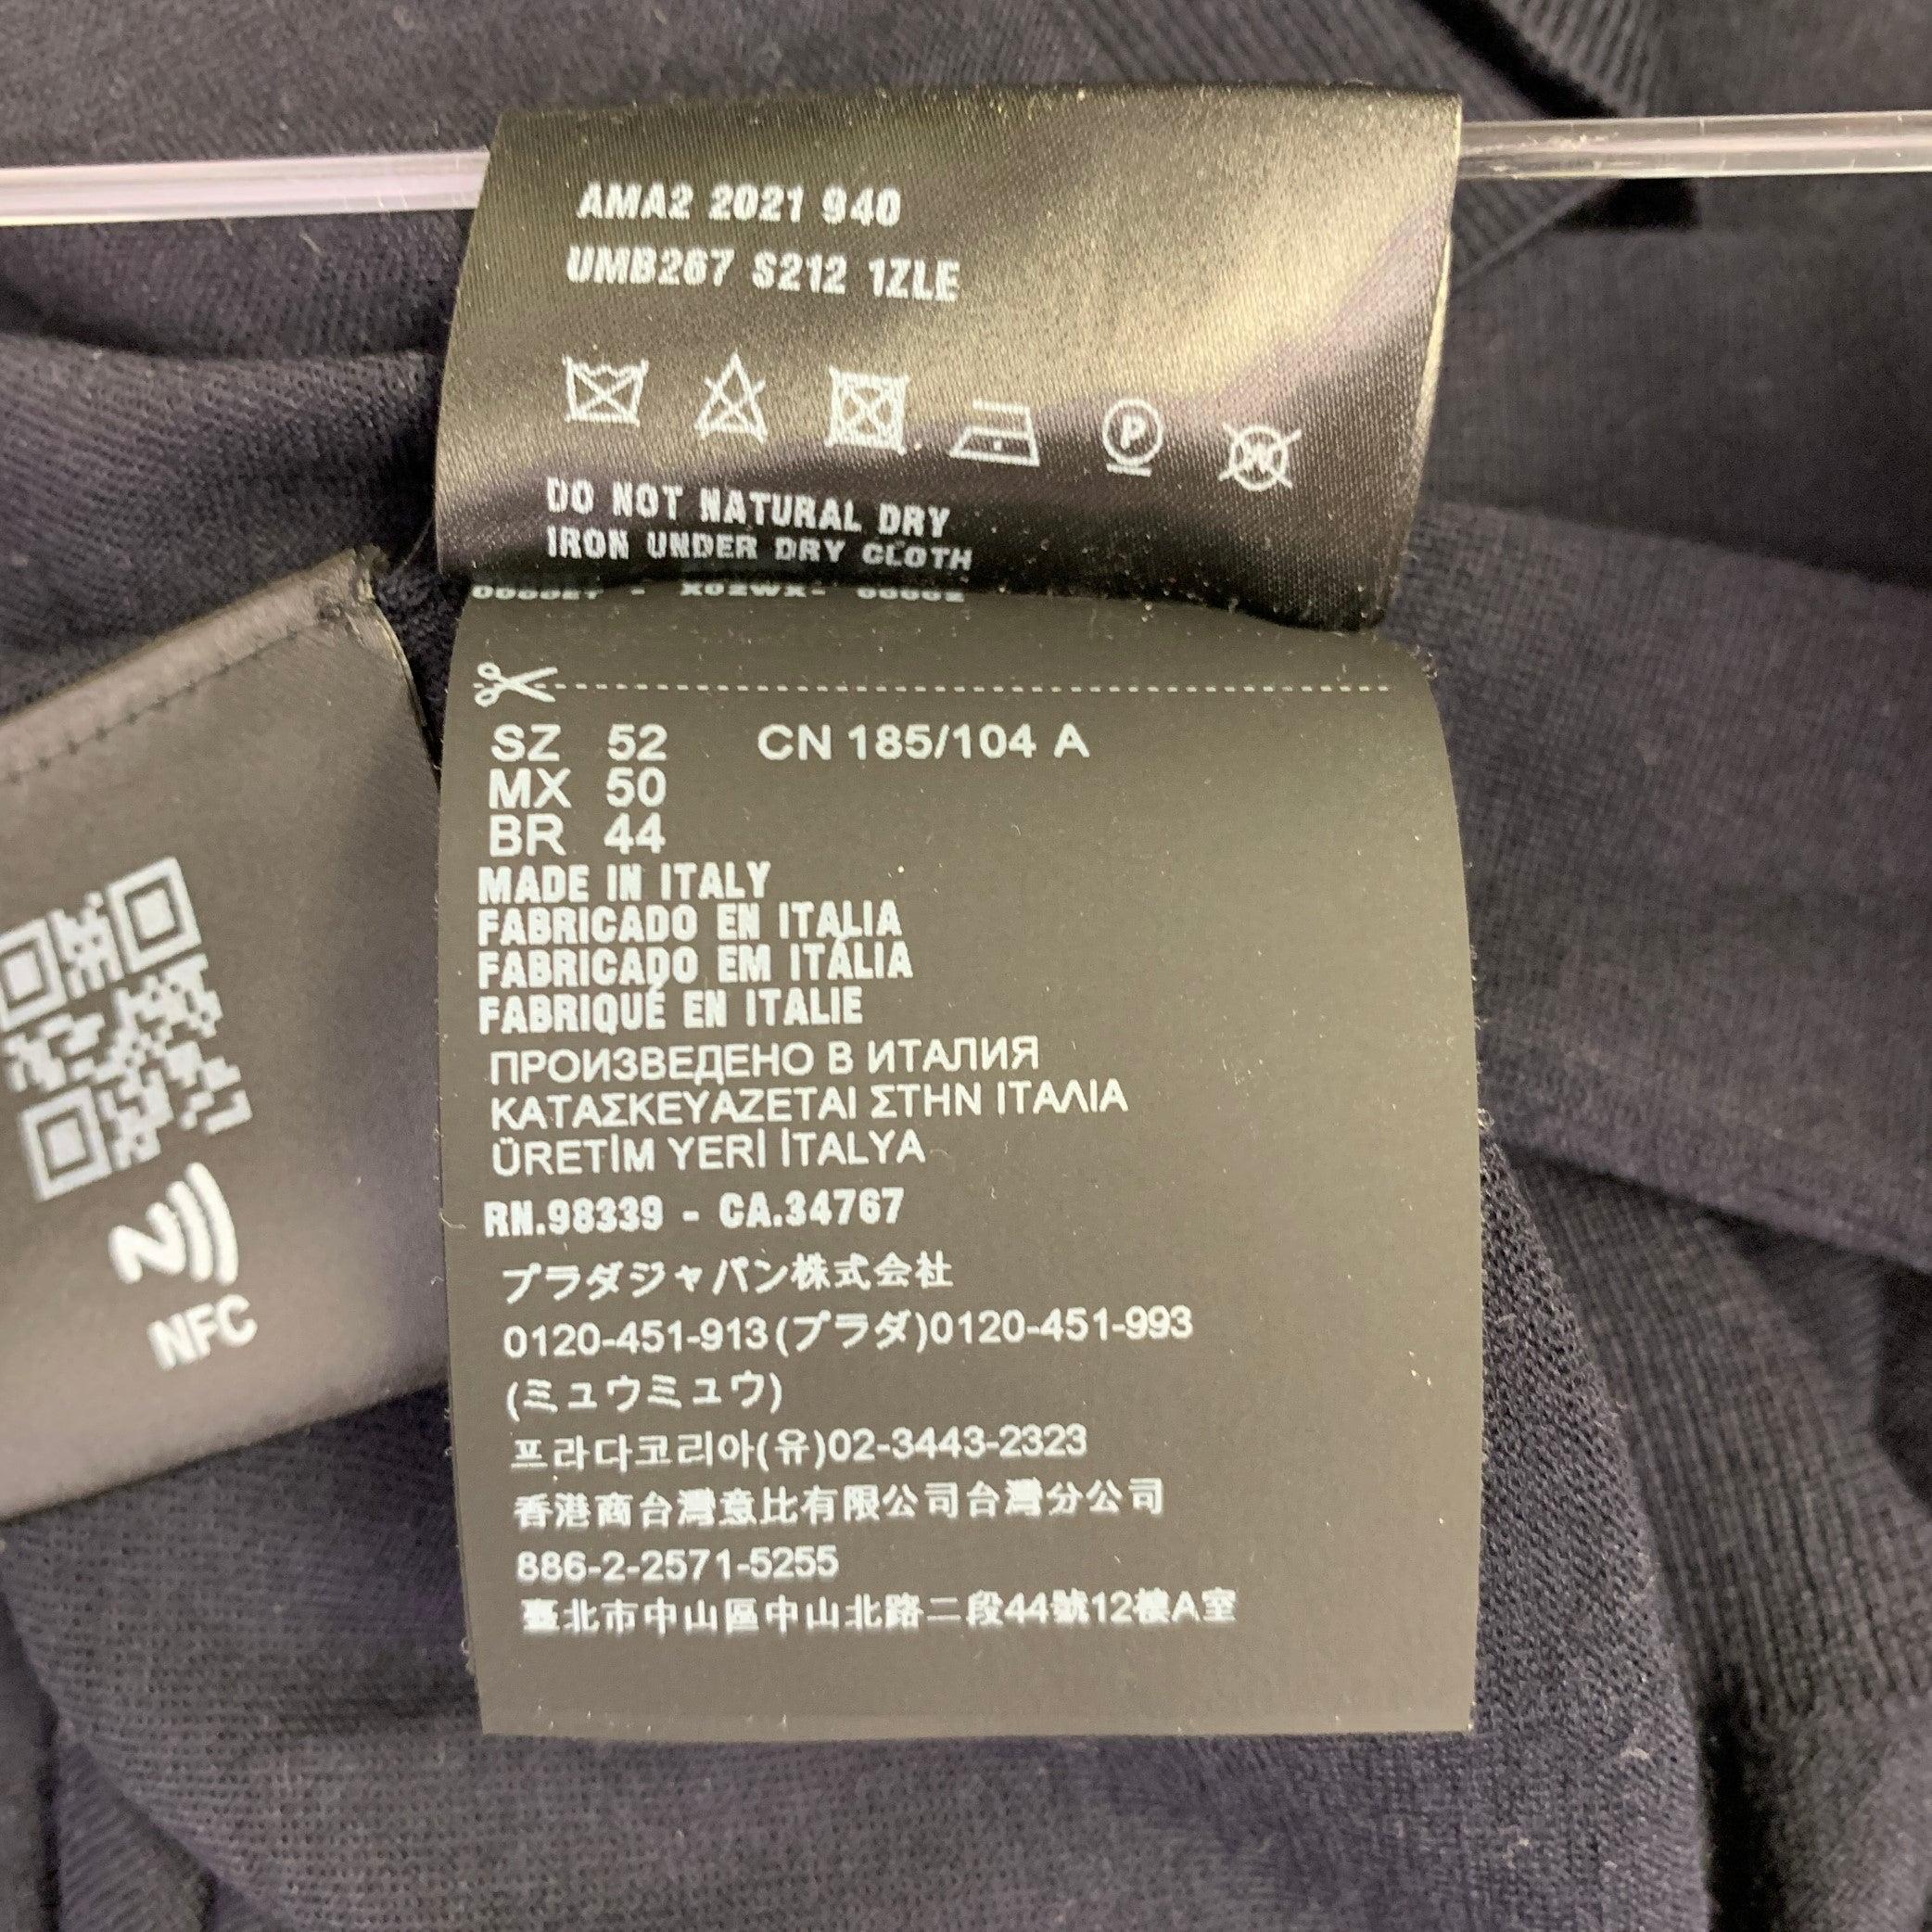 AMA2 2021 940
UMB267 S212 1ZLE
P
W
DO NOT NATURAL DRY
IRON UNDER DRY CLOTH
SZ 52 CN 185/104 A
MX 50
BR 44
MADE IN ITALY
FABRICADO EN ITALIA
FABRICADO EM ITÁLIA
FABRIQUÉ EN ITALIE
ПРОИЗВЕДЕНО В ИТАЛИЯ
ΚΑΤΑΣΚΕΥΑΖΕΤΑΙ ΣΤΗΝ ΙΤΑΛΙΑ
ÜRETİM YERİ İTALYA
RN.98339 - CA.34767
プラダジャパン株式会社
0120-451-913(プラダ)0120-451-993
(ミュウミュウ)
프라다코리아(유)02-3443-2323
香港商台灣意比有限公司台灣分公司
886-2-2571-5255
臺北市中山區中山北路二段44號12樓A室
NFC